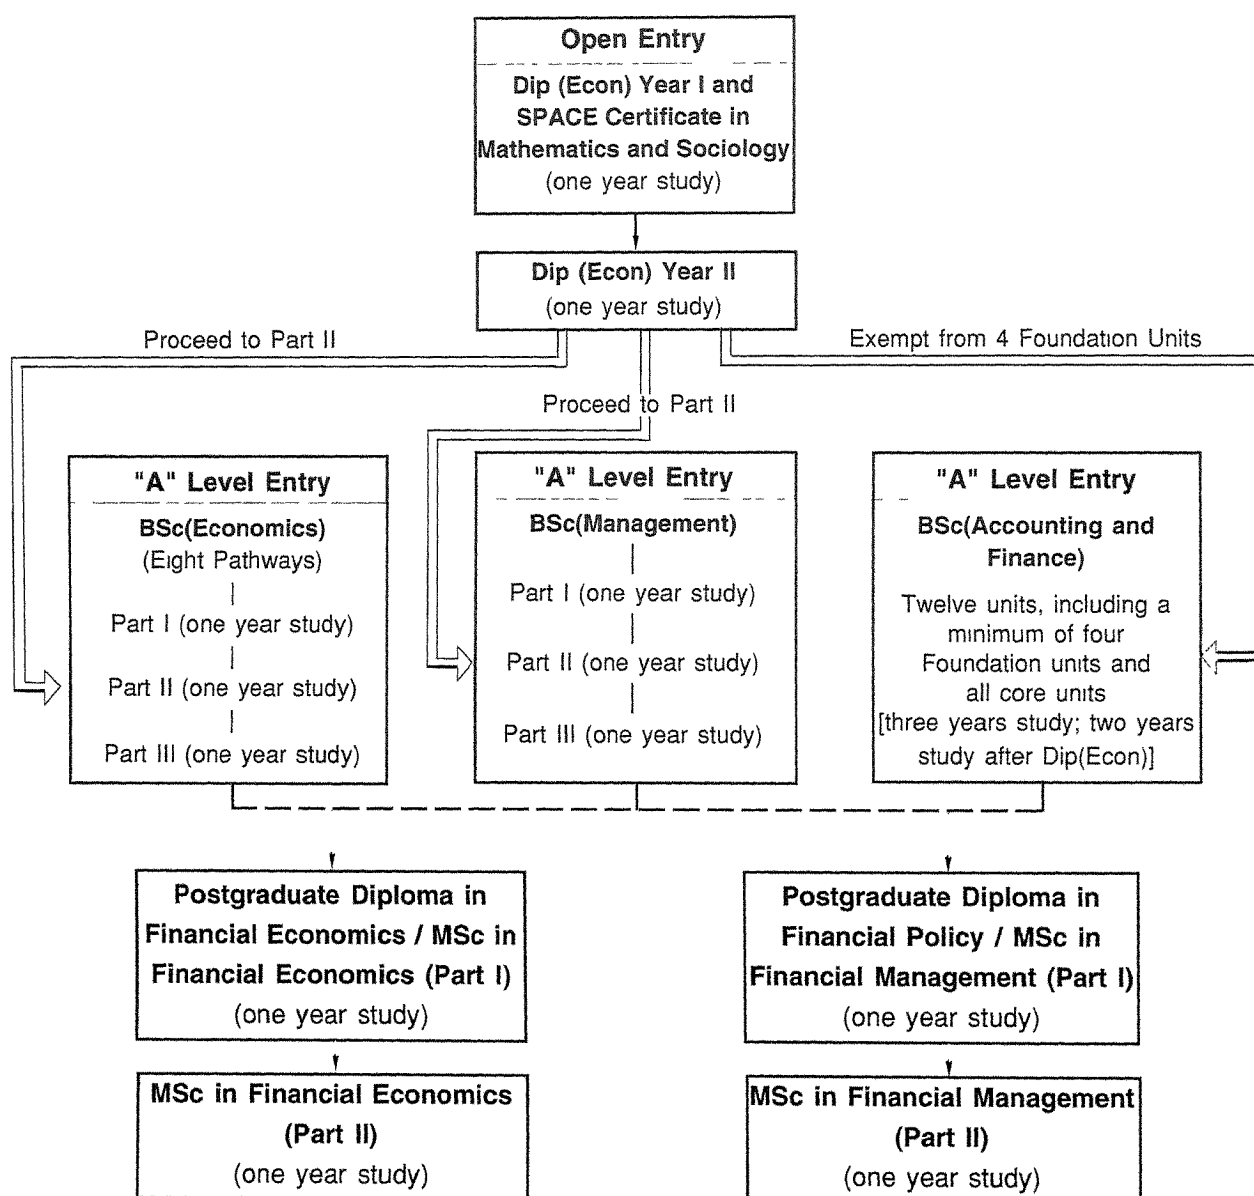 Open Entry
Dip (Econ) Year I and
SPACE Certificate in
Mathematics and Sociology
(one year study)
Dip (Econ) Year II
(one year study)
Proceed to Part II
Exempt from 4 Foundation Units
Proceed to Part II
"A" Level Entry
BSc(Economics)
(Eight Pathways)
Part I (one year study)
Part II (one year study)
Part III (one year study)
"A" Level Entry
BSc(Management)
Part I (one year study)
Part II (one year study)
Part III (one year study)
"A" Level Entry
BSc(Accounting and
Finance)
Twelve units, including a
minimum of four
Foundation units and
all core units
[three years study; two years
study after Dip(Econ)]
Postgraduate Diploma in
Financial Economics / MSc in
Financial Economics (Part I)
(one year study)
Postgraduate Diploma in
Financial Policy / MSc in
Financial Management (Part I)
(one year study)
MSc in Financial Economics
(Part II)
(one year study)
MSc in Financial Management
(Part II)
(one year study)